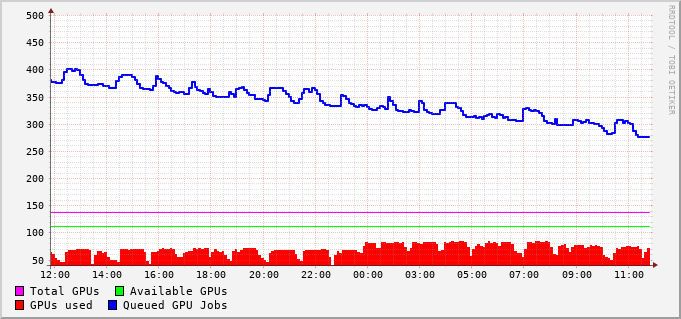 500
450
400
350
300
250
200
150
100
50
12:00 14:00 16:00 18:00 20:00 22:00 00:00 03:00 05:00 07:00 09:00 11:00
Total GPUs Available GPUs
GPUs used Queued GPU Jobs
RRDTOOL / TOBI OETIKER